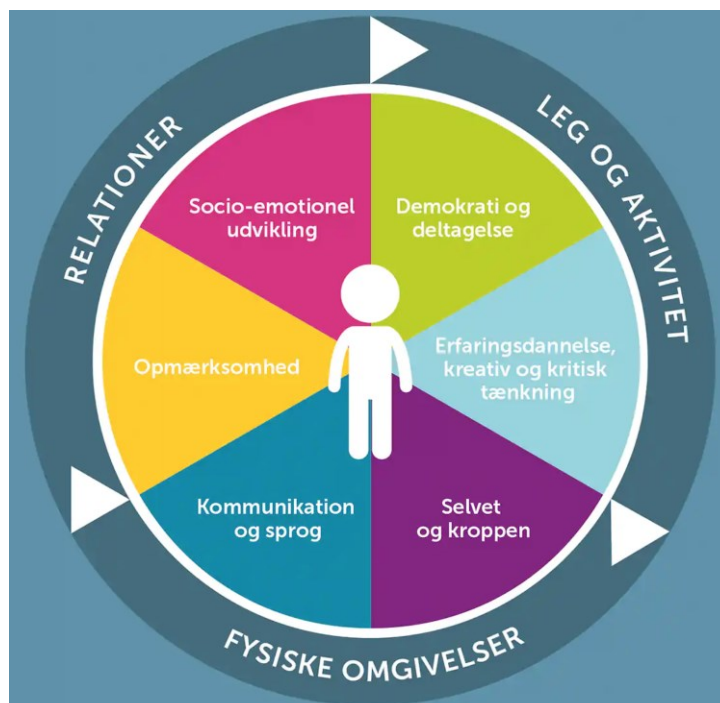 RELATIONER
LEG OG AKTIVITET
Socio-emotionel
udvikling
Demokrati og
deltagelse
Opmærksomhed
Erfaringsdannelse,
kreativ og kritisk
tænkning
Kommunikation
og sprog
Selvet
og kroppen
FYSISKE OMGIVELSER